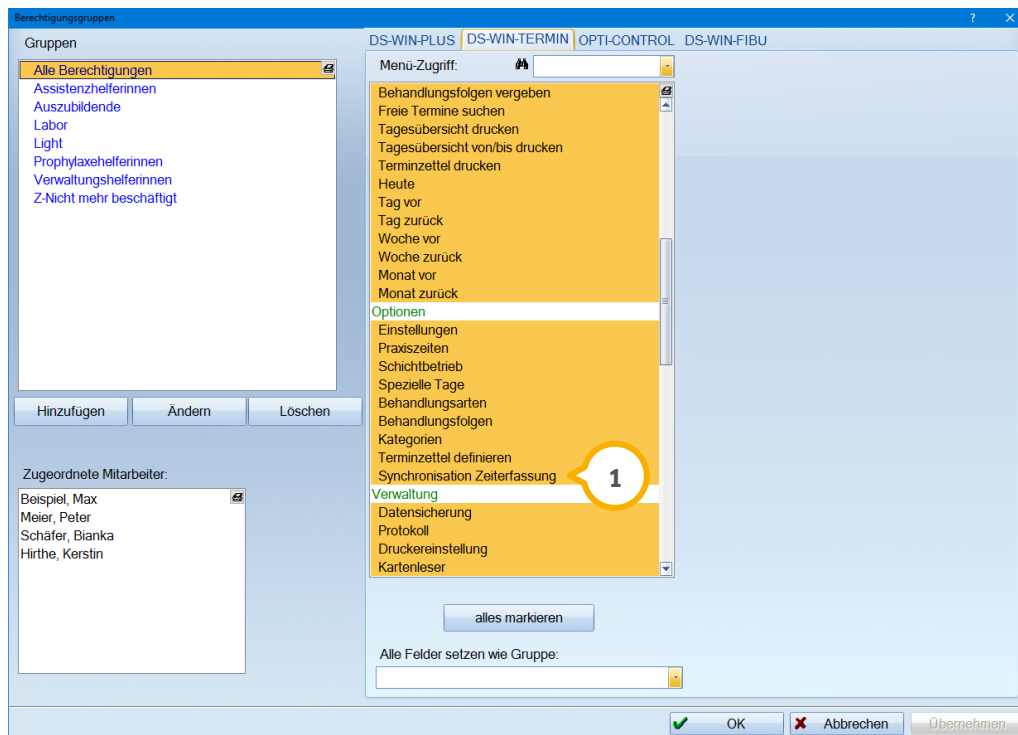 Berechtigungsgruppen
?
Gruppen
Alle Berechtigungen
Assistenzhelferinnen
Auszubildende
Labor
Light
Prophylaxehelferinnen
Verwaltungshelferinnen
Z-Nicht mehr beschäftigt
Hinzufügen Ändern Löschen
Zugeordnete Mitarbeiter:
Beispiel, Max
Meier, Peter
Schäfer, Bianka
Hirthe, Kerstin
DS-WIN-PLUS DS-WIN-TERMIN OPTI-CONTROL DS-WIN-FIBU
Menü-Zugriff:
Behandlungsfolgen vergeben
Freie Termine suchen
Tagesübersicht drucken
Tagesübersicht von/bis drucken
Terminzettel drucken
Heute
Tag vor
Tag zurück
Woche vor
Woche zurück
Monat vor
Monat zurück
Optionen
Einstellungen
Praxiszeiten
Schichtbetrieb
Spezielle Tage
Behandlungsarten
Behandlungsfolgen
Kategorien
Terminzettel definieren
Synchronisation Zeiterfassung
1
Verwaltung
Datensicherung
Protokoll
Druckereinstellung
Kartenleser
alles markieren
Alle Felder setzen wie Gruppe:
OK Abbrechen Übernehmen